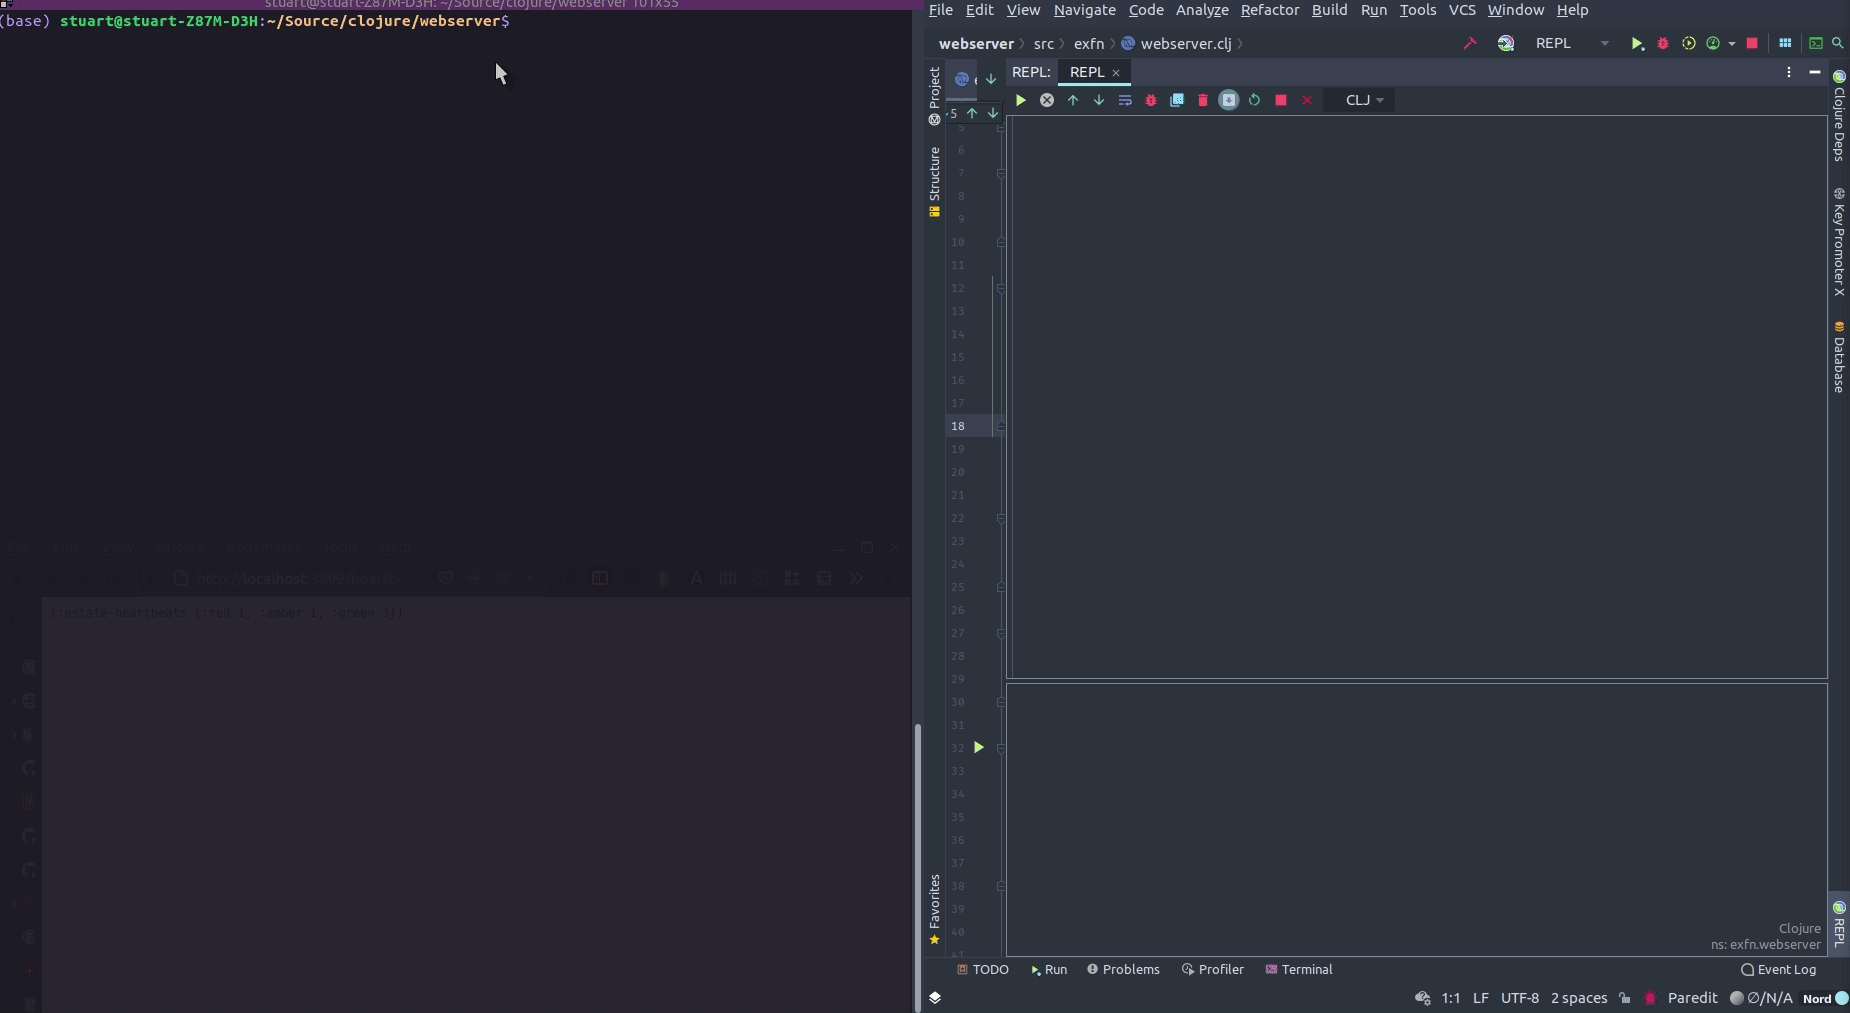 stuart@stuart-Z87M-D3H: ~/Source/clojure/webserver 101x55
(base) stuart@stuart-Z87M-D3H:~/Source/clojure/webserver$
File Edit View History Bookmarks Tools Help
http://localhost:3999/heartb
{:estate-heartbeats {:red 1, :amber 1, :green 3}}
File Edit View Navigate Code Analyze Refactor Build Run Tools VCS Window Help
webserver src exfn webserver.clj
REPL
Project
Structure
Favorites
REPL: REPL
CLJ
5
5
6
7
8
9
10
11
12
13
14
15
16
17
18
19
20
21
22
23
24
25
26
27
28
29
30
31
32
33
34
35
36
37
38
39
40
41
Clojure
ns: exfn.webserver
Clojure Deps
Key Promoter X
Database
REPL
TODO Run Problems Profiler Terminal Event Log
1:1 LF UTF-8 2 spaces Paredit ∅/N/A Nord